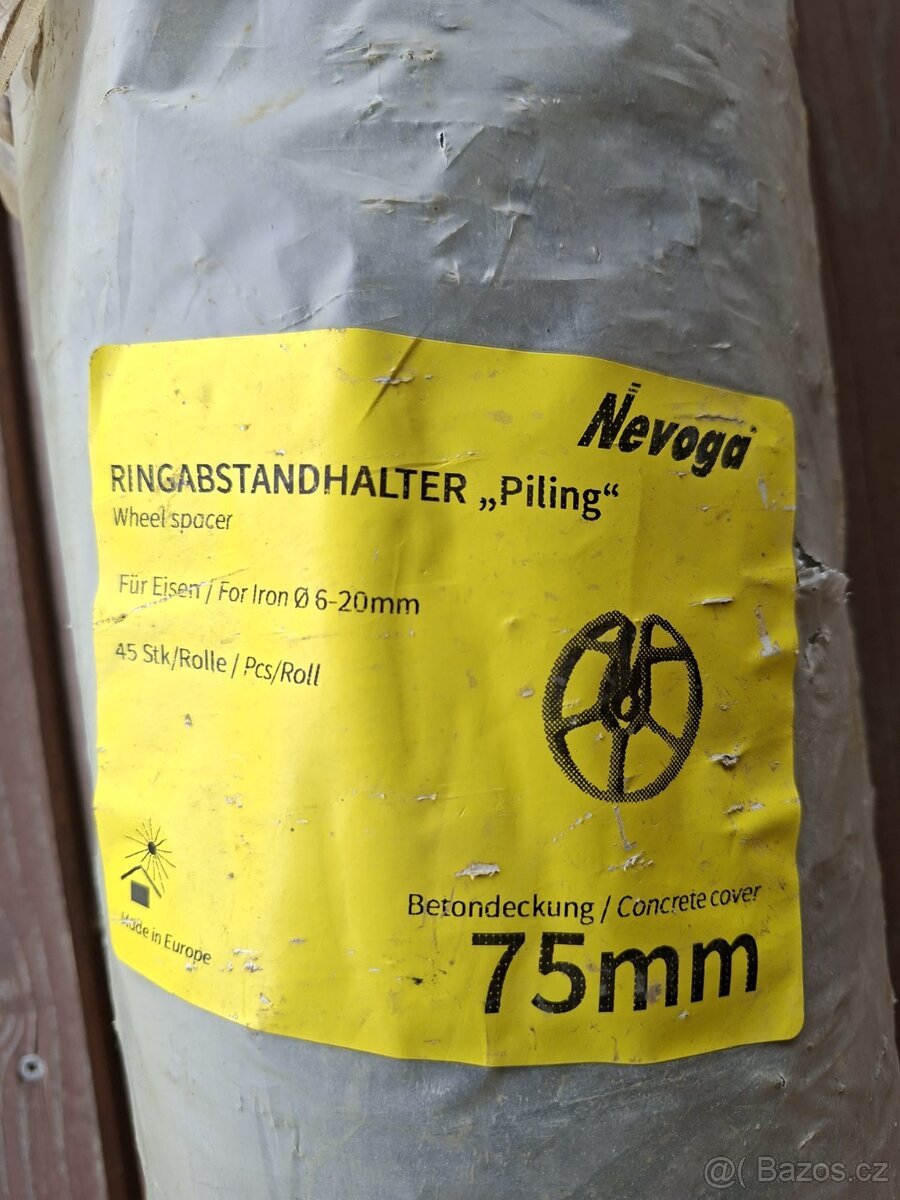 Nevoga
RINGABSTANDHALTER „Piling“
Wheel spacer
Für Eisen / For Iron Ø 6-20mm
45 Stk/Rolle / Pcs/Roll
Made in Europe
Betondeckung / Concrete cover
75mm
@( Bazos.cz